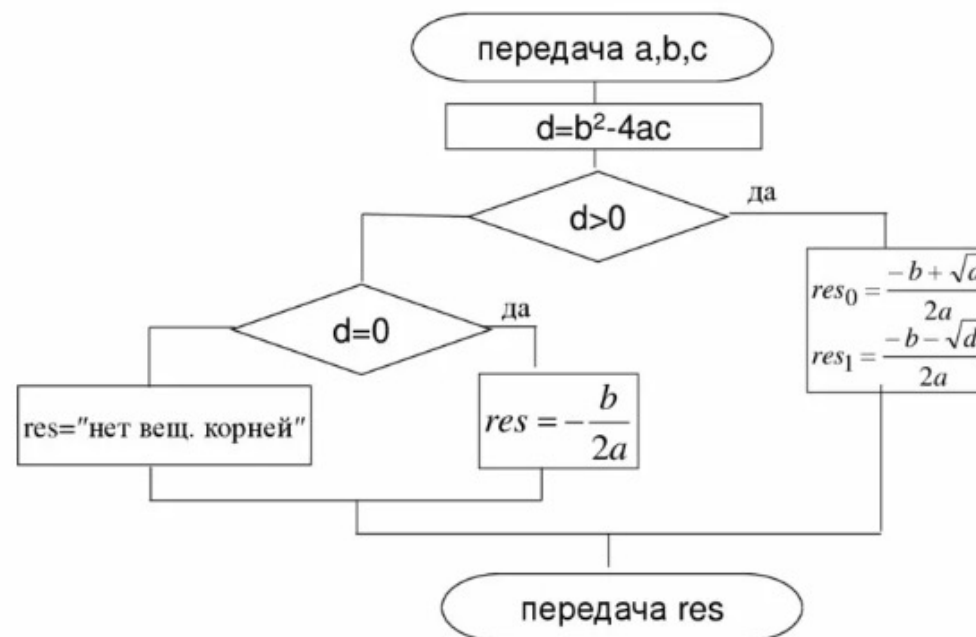 передача a,b,c
d=b²-4ac
d>0
да
res₀ = (-b + √d)/2a
res₁ = (-b - √d)/2a
d=0
да
res="нет вещ. корней"
res = - b/2a
передача res